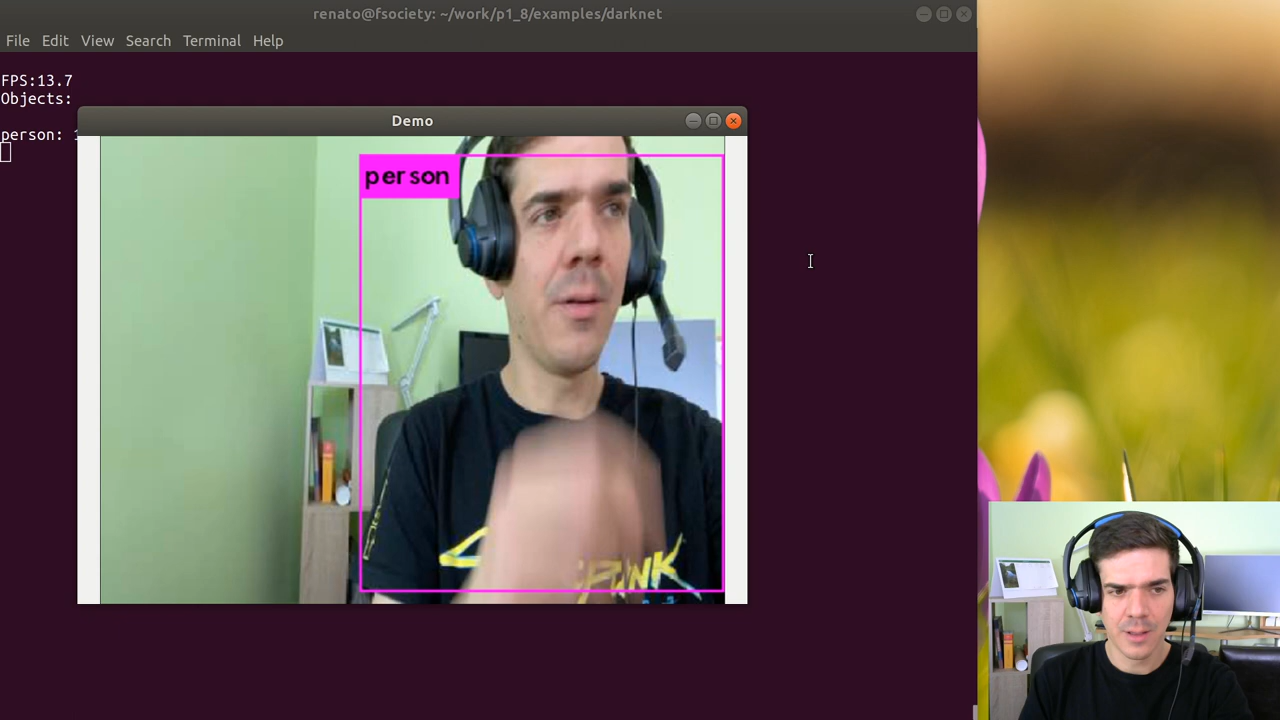 renato@fsociety: ~/work/p1_8/examples/darknet
File Edit View Search Terminal Help
FPS:13.7
Objects:
Demo
person:
person